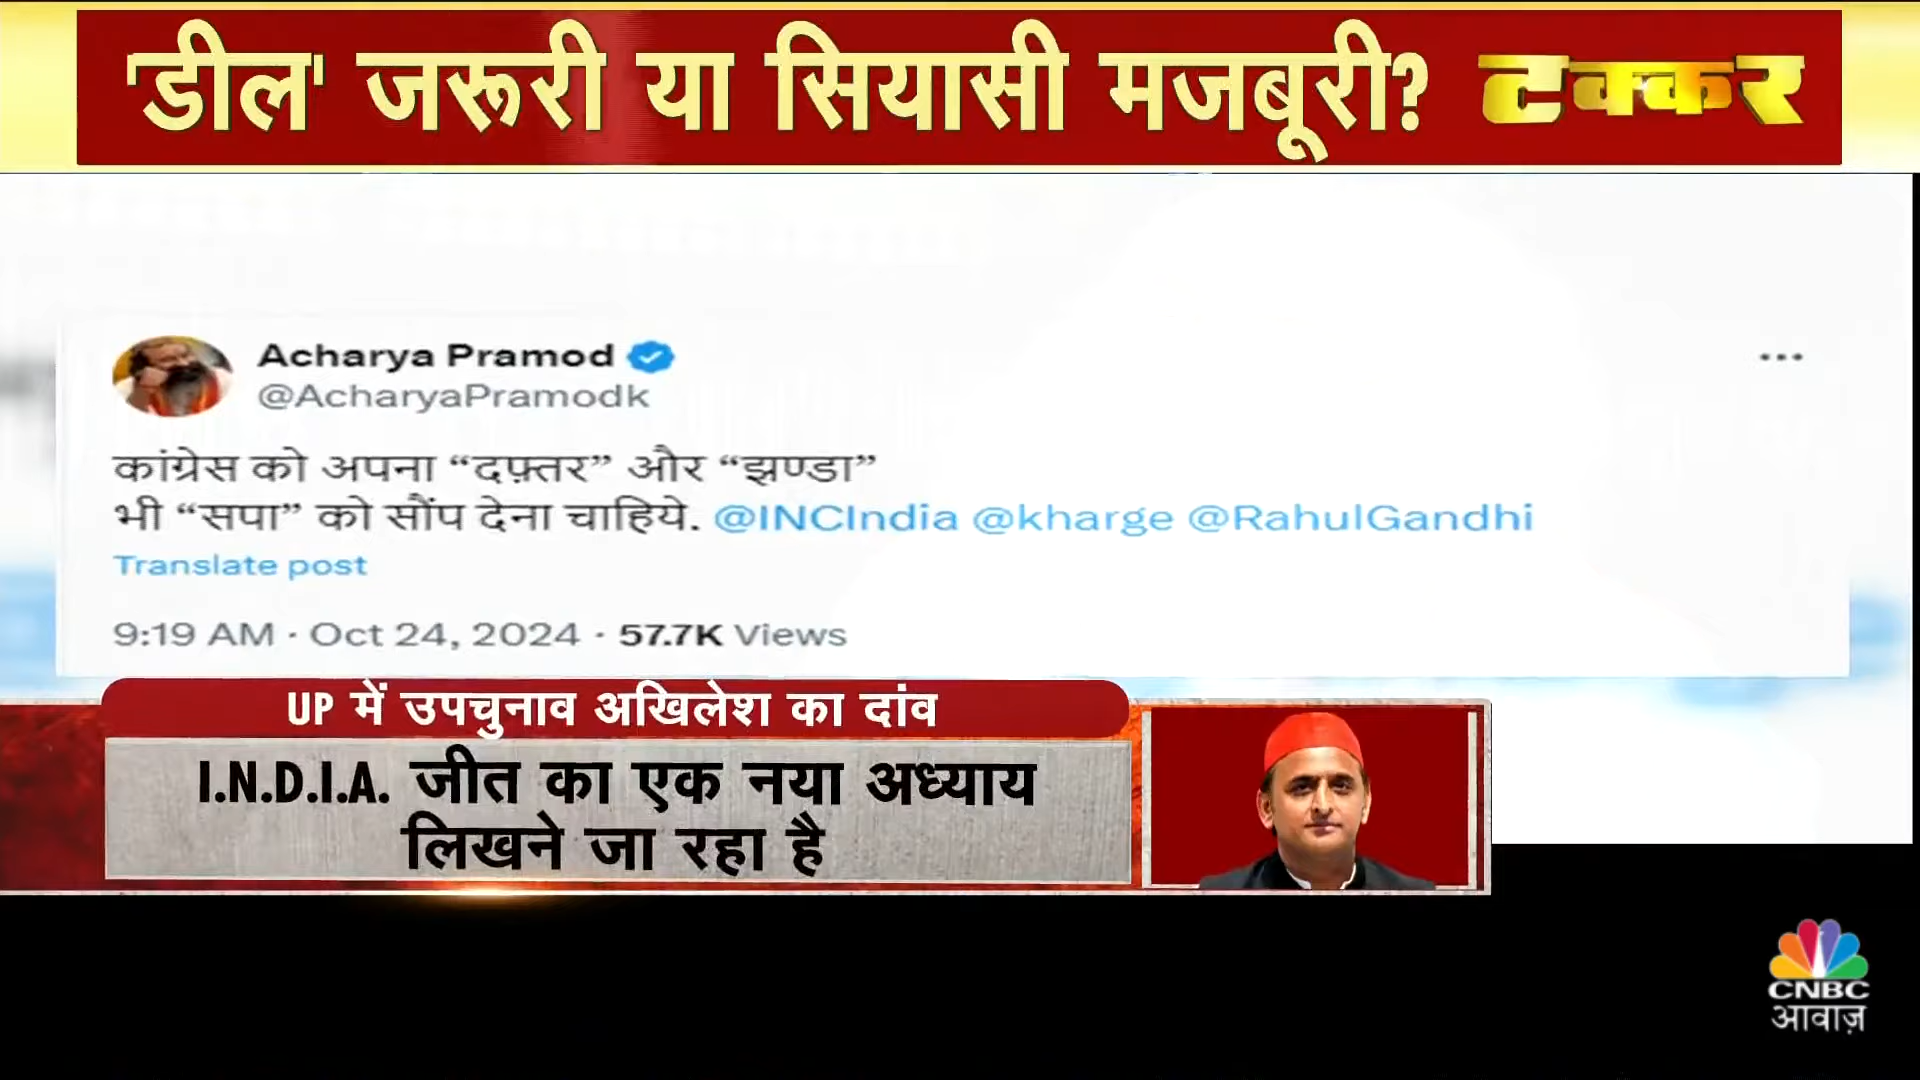 'डील' जरूरी या सियासी मजबूरी? टक्कर
Acharya Pramod
@AcharyaPramodk
कांग्रेस को अपना “दफ़्तर” और “झण्डा”
भी “सपा” को सौंप देना चाहिये. @INCIndia @kharge @RahulGandhi
Translate post
9:19 AM · Oct 24, 2024 · 57.7K Views
UP में उपचुनाव अखिलेश का दांव
I.N.D.I.A. जीत का एक नया अध्याय
लिखने जा रहा है
CNBC
आवाज़